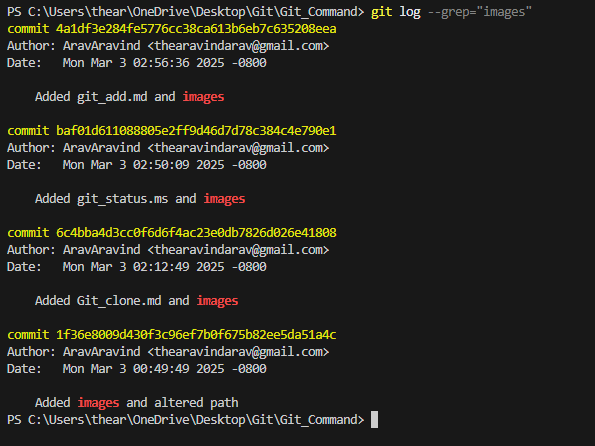 PS C:\Users\thear\OneDrive\Desktop\Git\Git_Command> git log --grep="images"
commit 4a1df3e284fe5776cc38ca613b6eb7c635208eea
Author: AravAravind <thearavindarav@gmail.com>
Date:   Mon Mar 3 02:56:36 2025 -0800
    Added git_add.md and images
commit baf01d611088805e2ff9d46d7d78c384c4e790e1
Author: AravAravind <thearavindarav@gmail.com>
Date:   Mon Mar 3 02:50:09 2025 -0800
    Added git_status.ms and images
commit 6c4bba4d3cc0f6d6f4ac23e0db7826d026e41808
Author: AravAravind <thearavindarav@gmail.com>
Date:   Mon Mar 3 02:12:49 2025 -0800
    Added Git_clone.md and images
commit 1f36e8009d430f3c96ef7b0f675b82ee5da51a4c
Author: AravAravind <thearavindarav@gmail.com>
Date:   Mon Mar 3 00:49:49 2025 -0800
    Added images and altered path
PS C:\Users\thear\OneDrive\Desktop\Git\Git_Command>